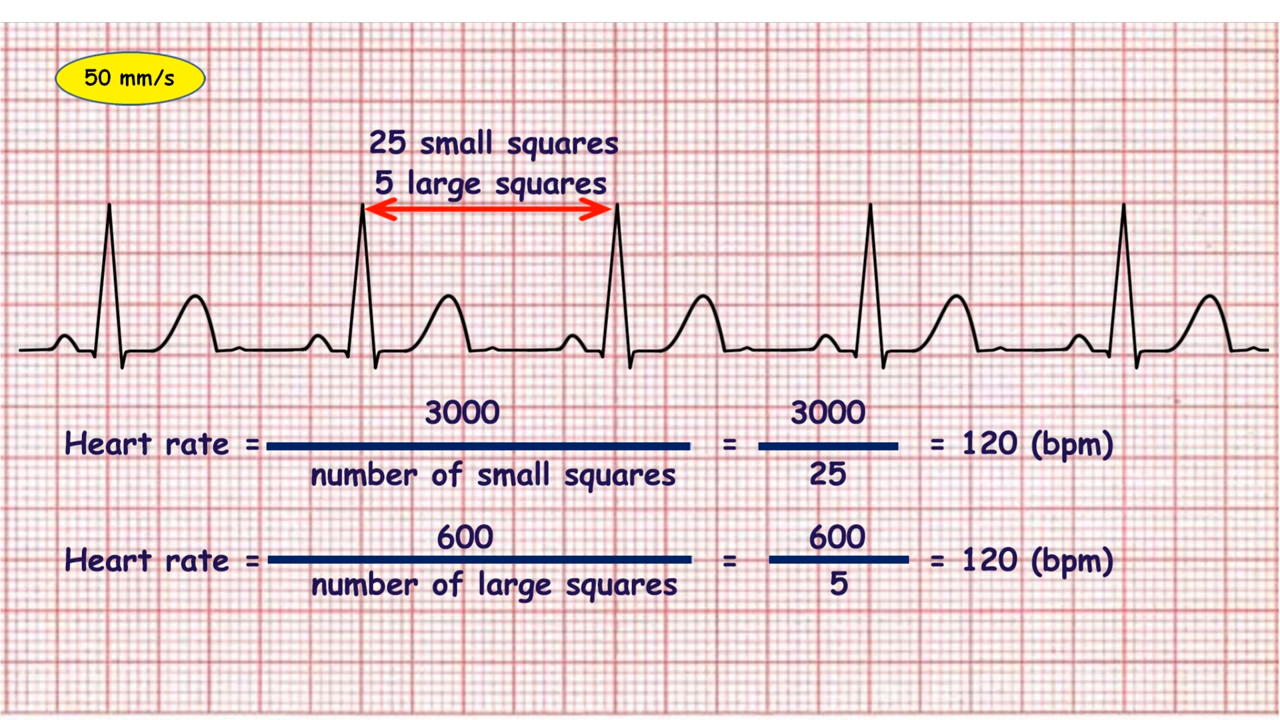 50 mm/s
25 small squares
5 large squares
Heart rate = 3000 / number of small squares = 3000 / 25 = 120 (bpm)
Heart rate = 600 / number of large squares = 600 / 5 = 120 (bpm)